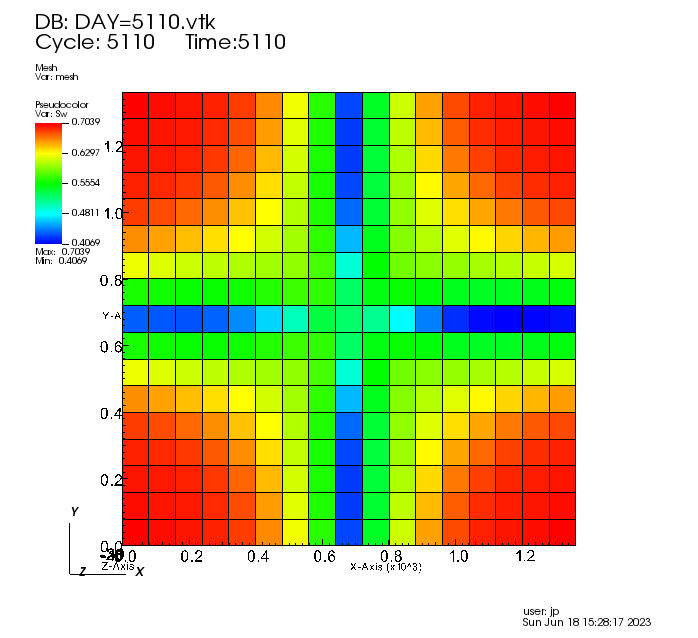 DB: DAY=5110.vtk
Cycle: 5110 Time:5110
Mesh
Var: mesh
Pseudocolor
Var: Sw
0.7039
0.6297
0.5554
0.4811
0.4069
Max: 0.7039
Min: 0.4069
1.2
1.0
0.8
Y-A
0.6
0.4
0.2
0.0
0.0 0.2 0.4 0.6 0.8 1.0 1.2
Z-Axis
X-Axis (x10^3)
Y
Z
X
user: jp
Sun Jun 18 15:28:17 2023